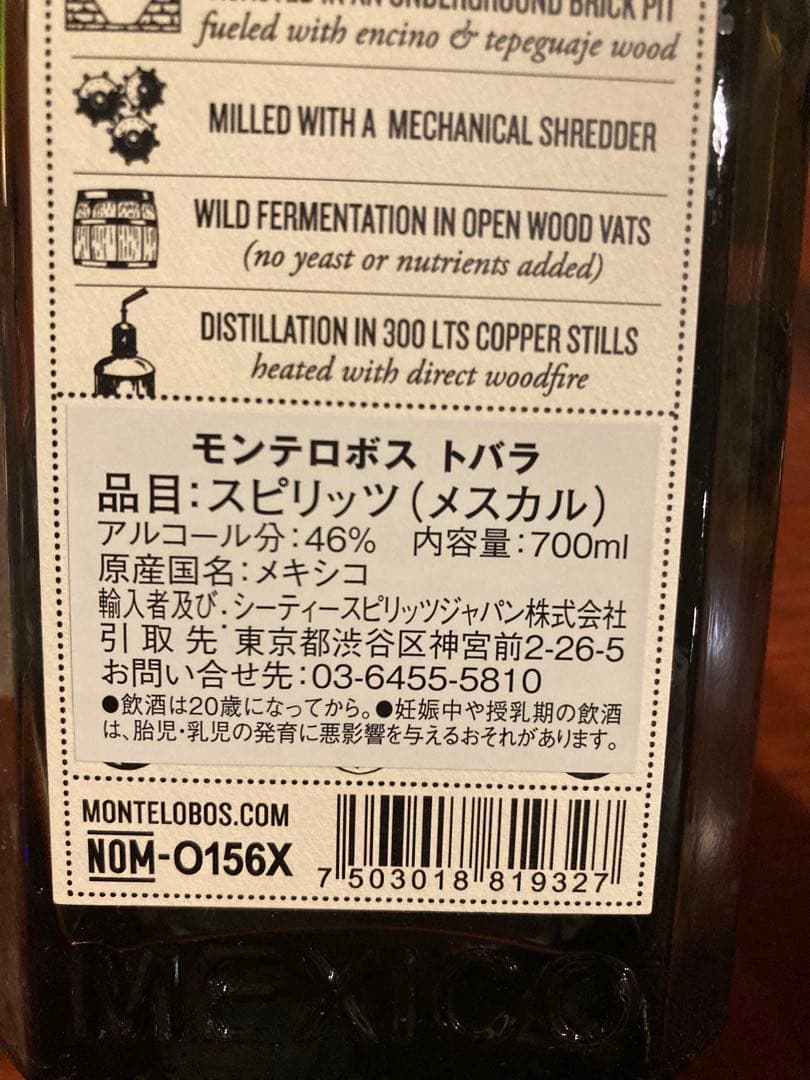 ROASTED IN AN UNDERGROUND BRICK PIT
fueled with encino & tepeguaje wood
MILLED WITH A MECHANICAL SHREDDER
WILD FERMENTATION IN OPEN WOOD VATS
(no yeast or nutrients added)
DISTILLATION IN 300 LTS COPPER STILLS
heated with direct woodfire
モンテロボス トバラ
品目：スピリッツ（メスカル）
アルコール分：46% 内容量：700ml
原産国名：メキシコ
輸入者及び：シーティースピリッツジャパン株式会社
引取先 東京都渋谷区神宮前2-26-5
お問い合せ先：03-6455-5810
●飲酒は20歳になってから。●妊娠中や授乳期の飲酒
は、胎児・乳児の発育に悪影響を与えるおそれがあります。
MONTELOBOS.COM
NOM-O156X
7 503018 819327
MEXICO